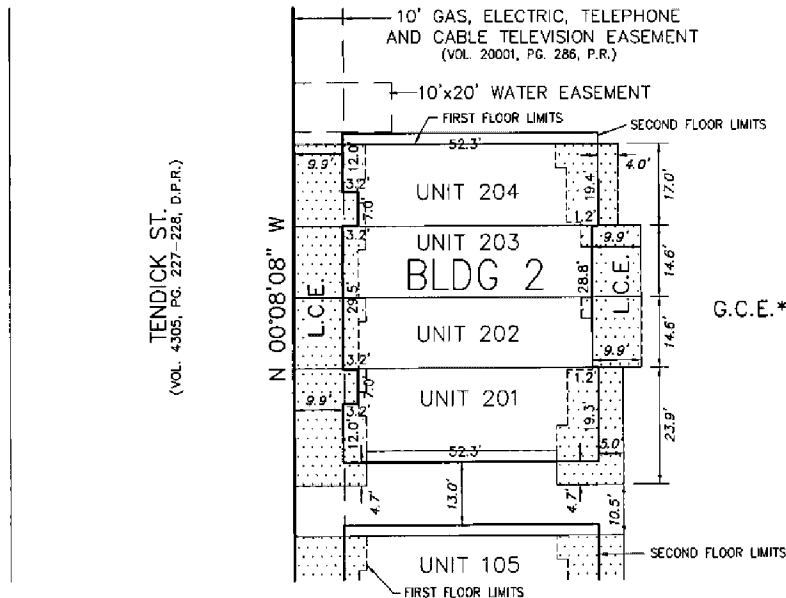 10' GAS, ELECTRIC, TELEPHONE
AND CABLE TELEVISION EASEMENT
(VOL. 20001, PG. 286, P.R.)
10'x20' WATER EASEMENT
FIRST FLOOR LIMITS
SECOND FLOOR LIMITS
52.3'
9.9'
12.0'
4.0'
17.0'
3.2'
UNIT 204
19.4'
7.0'
1.2'
3.2'
UNIT 203
9.9'
14.6'
BLDG 2
28.8'
29.5'
L.C.E.
L.C.E.
G.C.E.*
TENDICK ST.
(VOL. 4305, PG. 227-228, D.P.R.)
N 00°08'08" W
UNIT 202
14.6'
3.2'
9.9'
1.2'
7.0'
UNIT 201
9.9'
3.2'
19.3'
23.9'
12.0'
52.3'
5.0'
4.7'
13.0'
4.7'
10.5'
UNIT 105
SECOND FLOOR LIMITS
FIRST FLOOR LIMITS